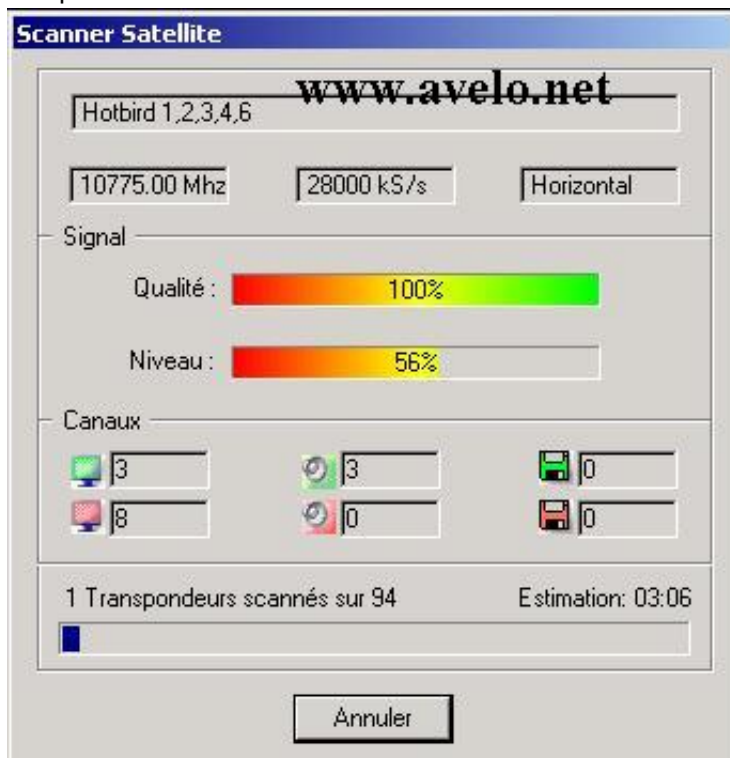 Scanner Satellite
www.avelo.net
Hotbird 1,2,3,4,6
10775.00 Mhz 28000 kS/s Horizontal
Signal
Qualité : 100%
Niveau : 56%
Canaux
3 3 0
8 0 0
1 Transpondeurs scannés sur 94 Estimation: 03:06
Annuler